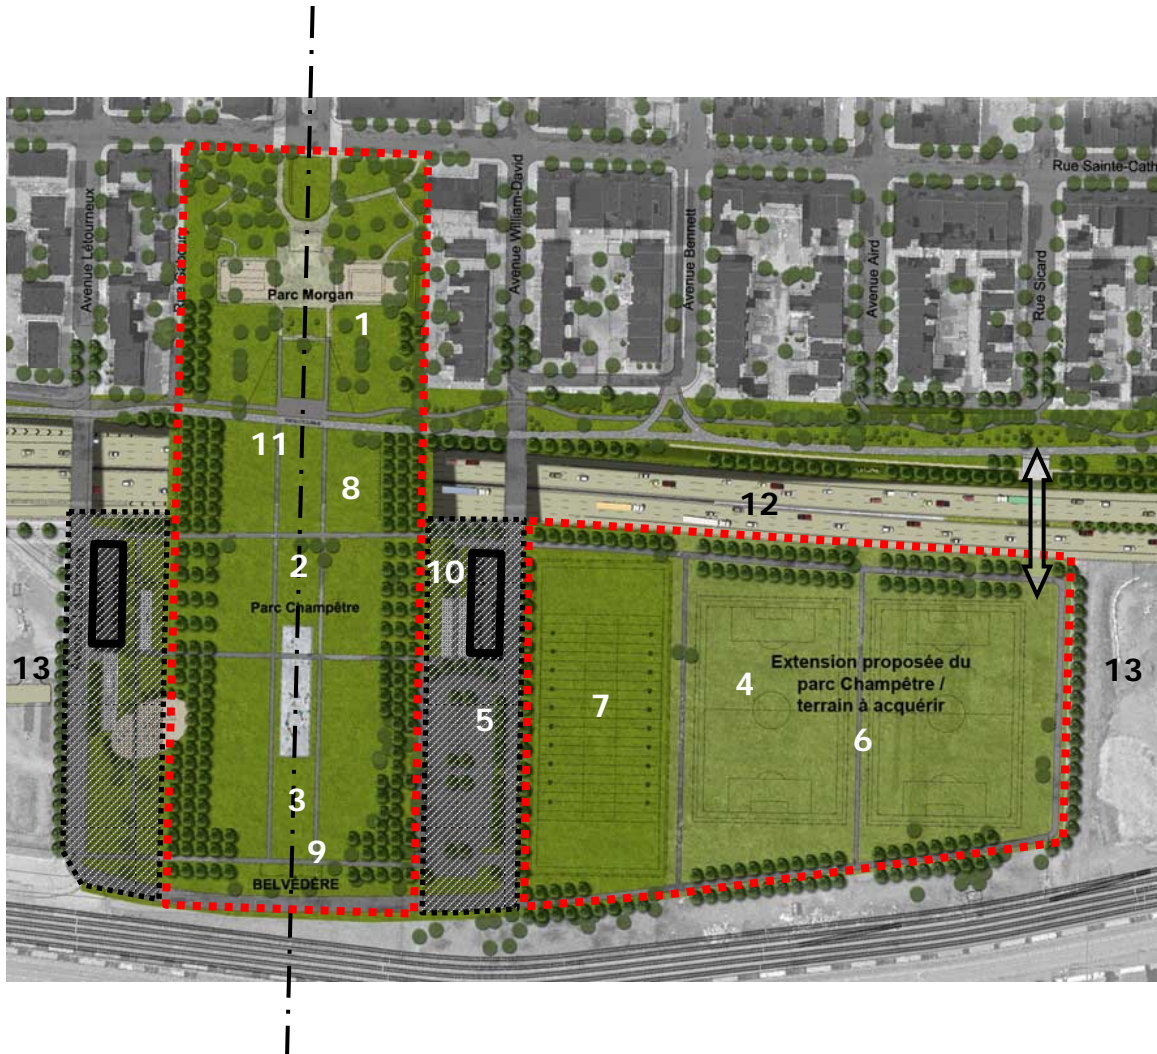 Rue Sainte-Cath
Avenue Létourneux
Avenue William-David
Avenue Bennett
Avenue Aird
Rue Sicard
Parc Morgan
1
11
8
12
2
10
Parc Champêtre
13
Extension proposée du
parc Champêtre /
terrain à acquérir
13
4
7
5
6
3
9
BELVÉDÈRE